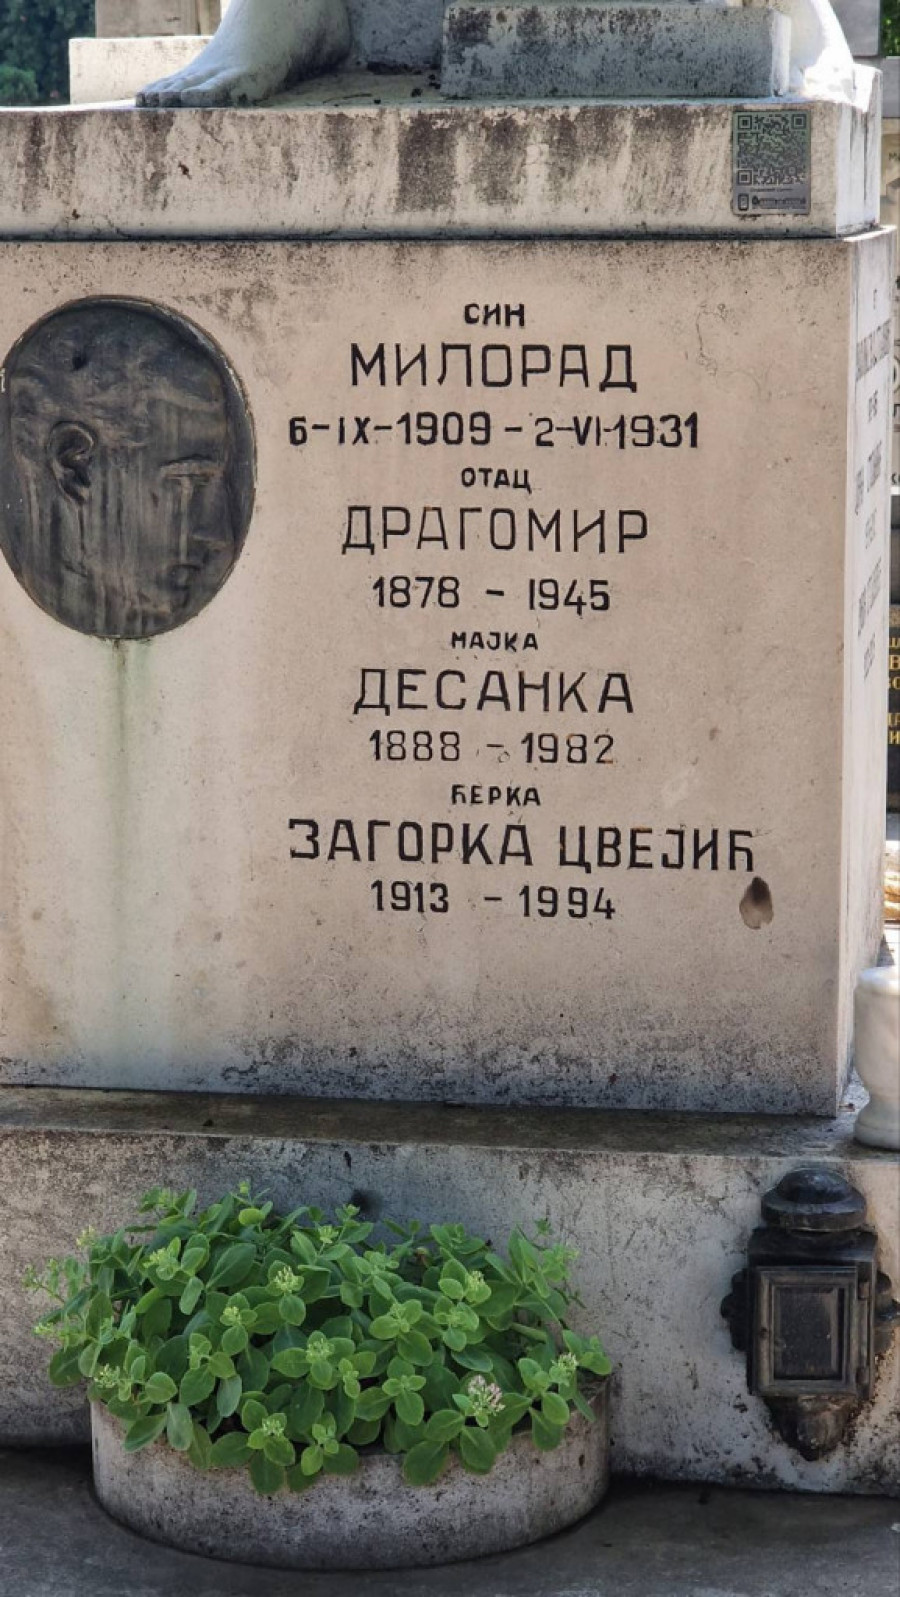 СИН
МИЛОРАД
6-IX-1909-2-VI-1931
ОТАЦ
ДРАГОМИР
1878 - 1945
МАЈКА
ДЕСАНКА
1888 - 1982
ЋЕРКА
ЗАГОРКА ЦВЕЈИЋ
1913 - 1994